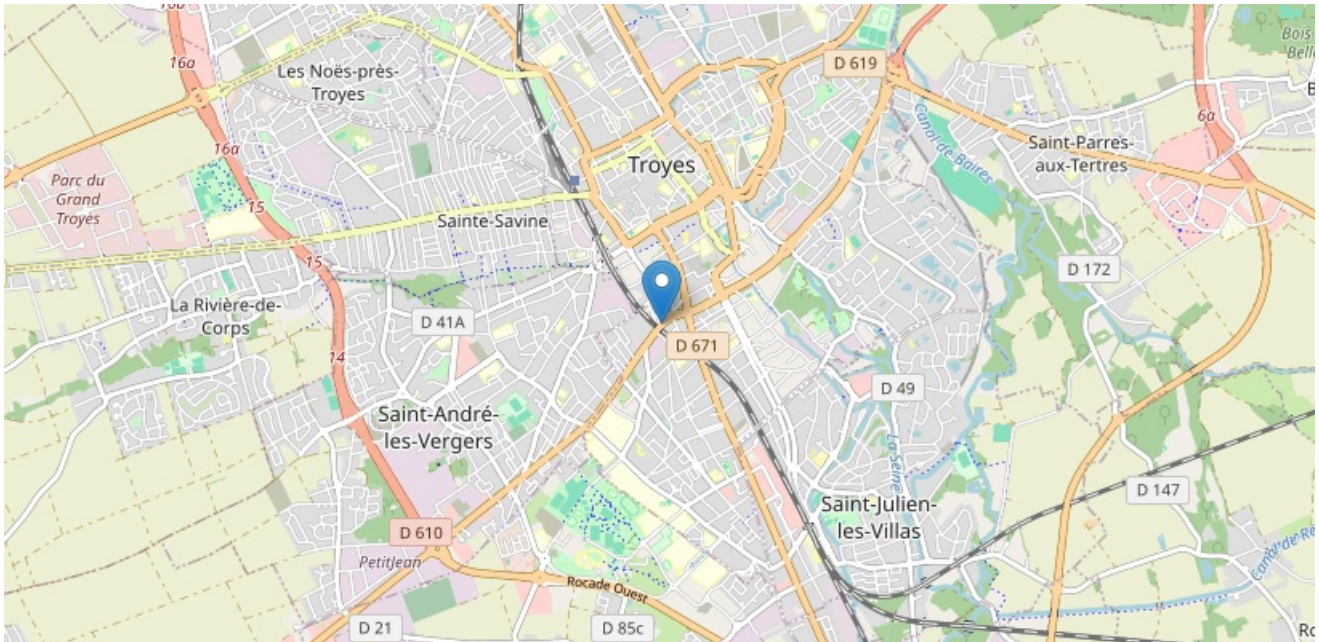 16a
Les Noës-près-
Troyes
D 619
Bois
Belle
16a
Canal de Baires
6a
Saint-Parres-
aux-Tertres
Troyes
Parc du
Grand
Troyes
15
Sainte-Savine
15
D 172
La Rivière-de-
Corps
D 41A
D 671
14
D 49
Saint-André-
les-Vergers
La Seine
D 147
Saint-Julien-
les-Villas
D 610
PetitJean
Rocade Ouest
D 21
D 85c